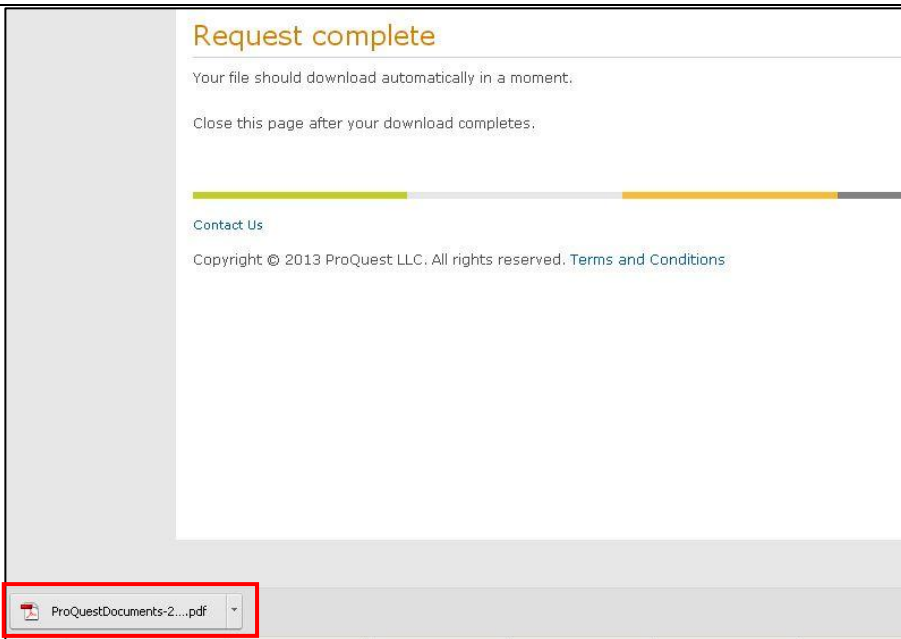 Request complete
Your file should download automatically in a moment.
Close this page after your download completes.
Contact Us
Copyright © 2013 ProQuest LLC. All rights reserved. Terms and Conditions
ProQuestDocuments-2....pdf